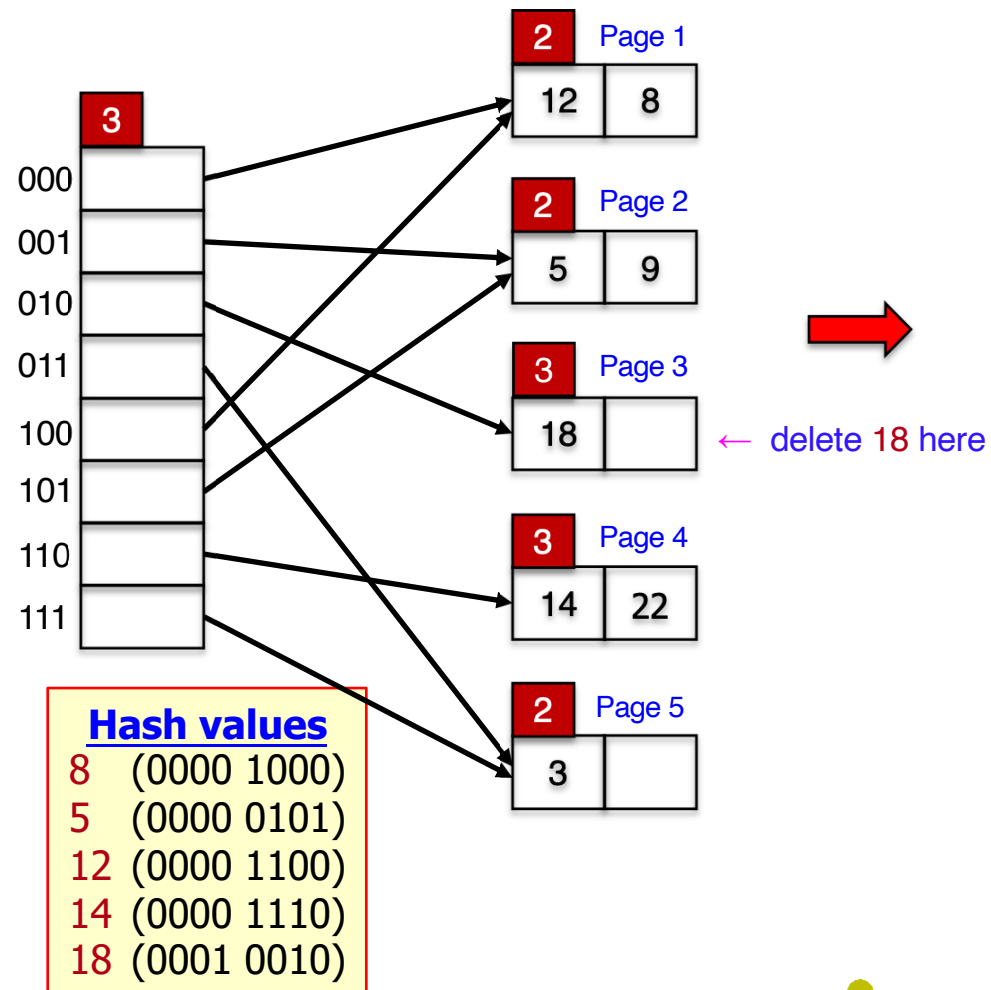 3
000
001
010
011
100
101
110
111
2 Page 1
12 8
2 Page 2
5 9
3 Page 3
18
← delete 18 here
3 Page 4
14 22
2 Page 5
3
Hash values
8 (0000 1000)
5 (0000 0101)
12 (0000 1100)
14 (0000 1110)
18 (0001 0010)